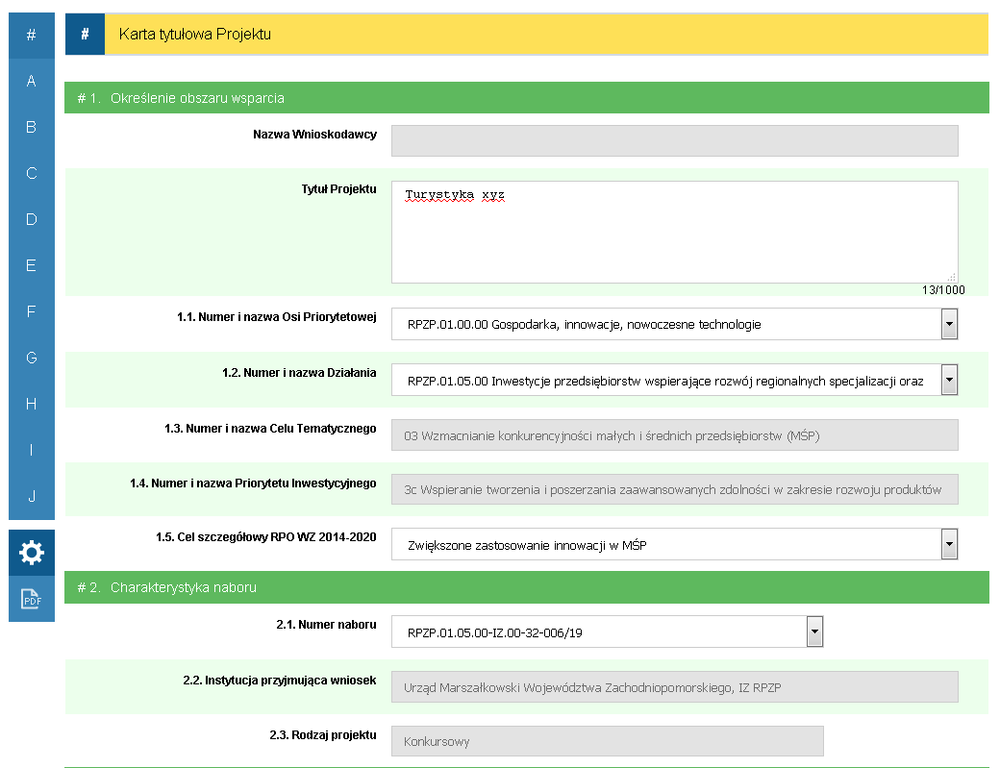 #
A
B
C
D
E
F
G
H
I
J
PDF
# Karta tytułowa Projektu
# 1. Określenie obszaru wsparcia
Nazwa Wnioskodawcy
Tytuł Projektu Turystyka xyz
13/1000
1.1. Numer i nazwa Osi Priorytetowej RPZP.01.00.00 Gospodarka, innowacje, nowoczesne technologie
1.2. Numer i nazwa Działania RPZP.01.05.00 Inwestycje przedsiębiorstw wspierające rozwój regionalnych specjalizacji oraz
1.3. Numer i nazwa Celu Tematycznego 03 Wzmacnianie konkurencyjności małych i średnich przedsiębiorstw (MŚP)
1.4. Numer i nazwa Priorytetu Inwestycyjnego 3c Wspieranie tworzenia i poszerzania zaawansowanych zdolności w zakresie rozwoju produktów
1.5. Cel szczegółowy RPO WZ 2014-2020 Zwiększone zastosowanie innowacji w MŚP
# 2. Charakterystyka naboru
2.1. Numer naboru RPZP.01.05.00-IZ.00-32-006/19
2.2. Instytucja przyjmująca wniosek Urząd Marszałkowski Województwa Zachodniopomorskiego, IZ RPZP
2.3. Rodzaj projektu Konkursowy